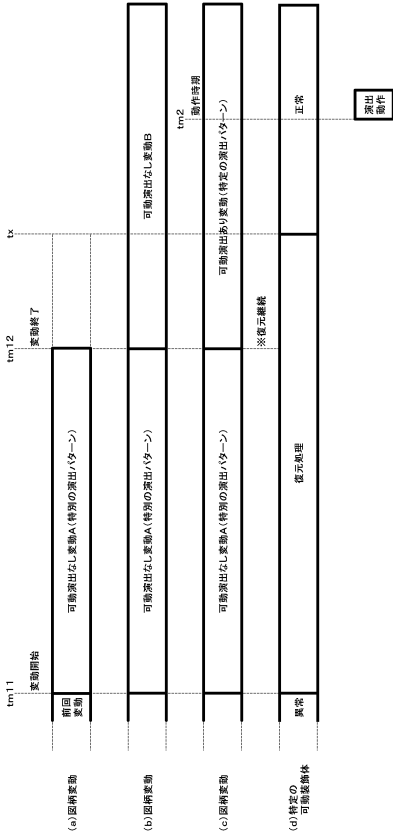 tm11
変動開始
tm12
変動終了
tx
tm2
動作時期
(a)図柄変動
前回
変動
可動演出なし変動A(特別の演出パターン)
(b)図柄変動
可動演出なし変動A(特別の演出パターン)
可動演出なし変動B
(c)図柄変動
可動演出なし変動A(特別の演出パターン)
可動演出あり変動(特定の演出パターン)
※復元継続
(d)特定の
可動装飾体
異常
復元処理
正常
演出
動作